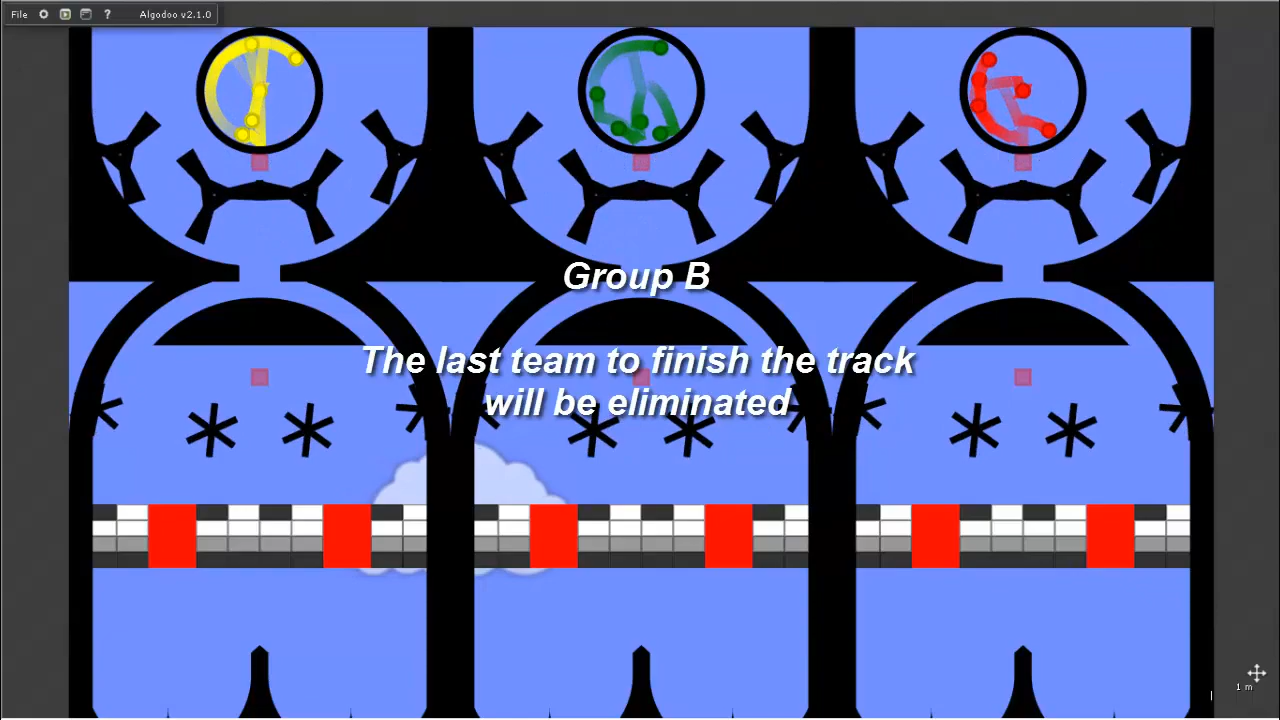 File ? Algodoo v2.1.0
Group B
The last team to finish the track
will be eliminated
1 m